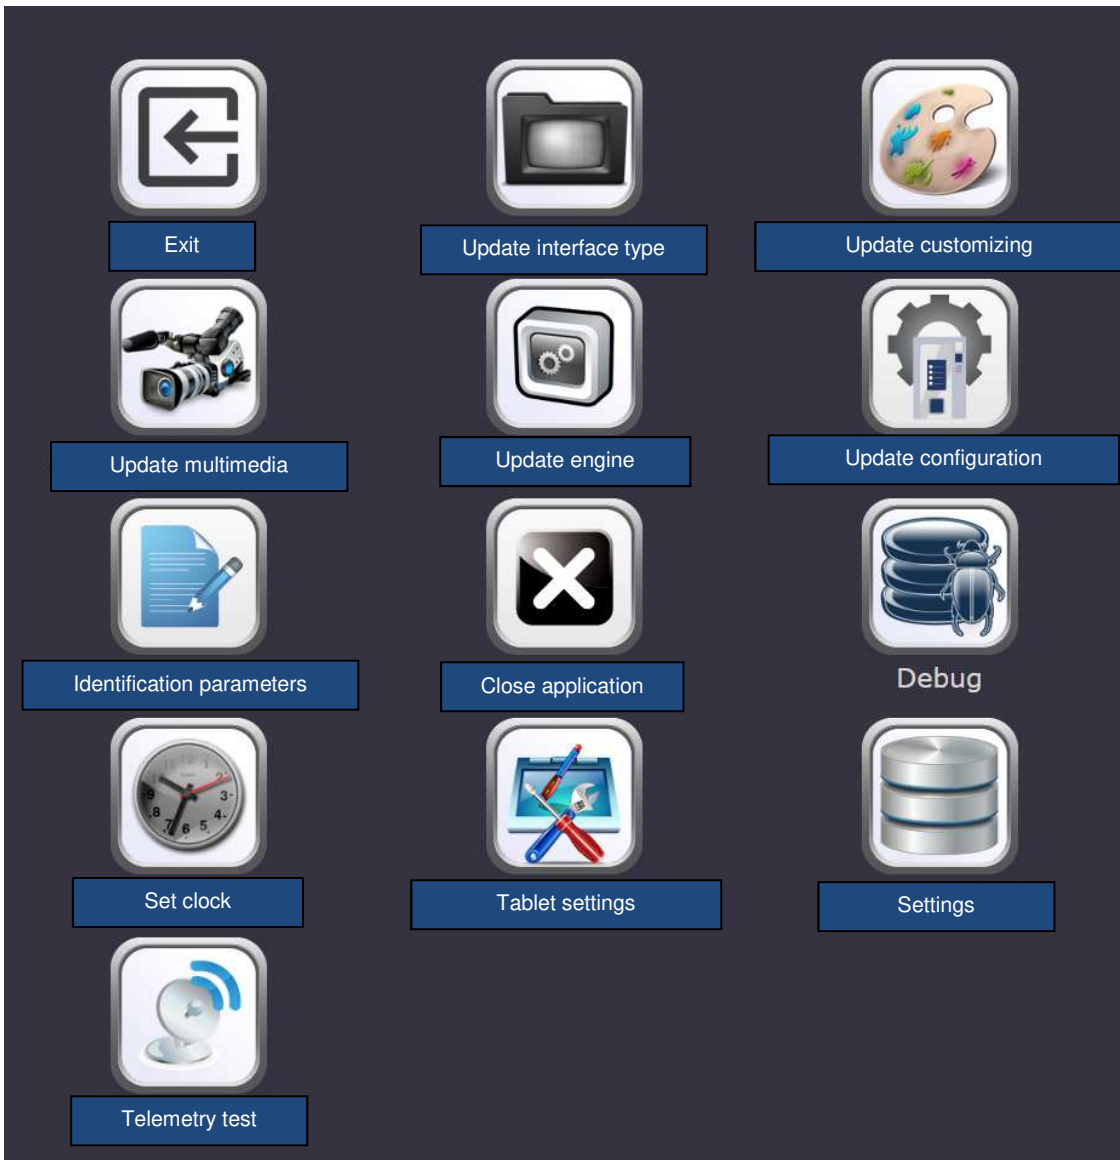 Exit
Update interface type
Update customizing
Update multimedia
Update engine
Update configuration
Identification parameters
Close application
Debug
Set clock
Tablet settings
Settings
Telemetry test